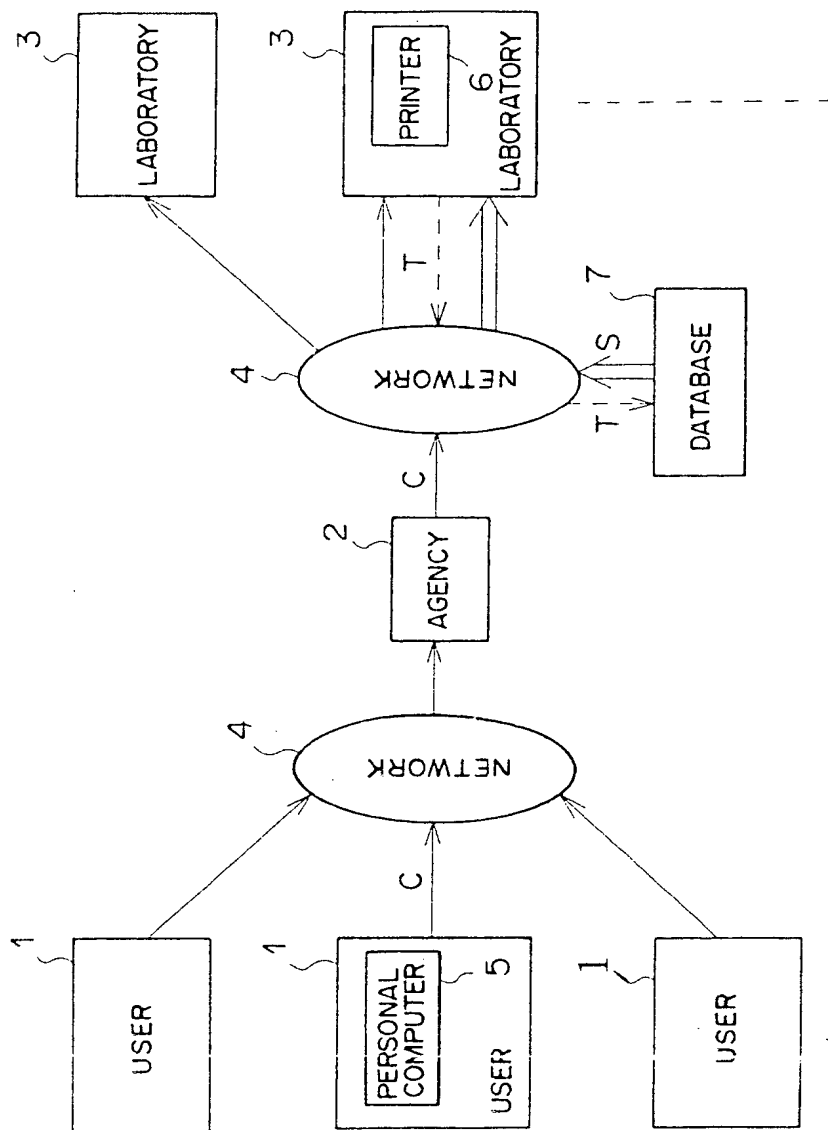 1
USER
1
PERSONAL
COMPUTER
5
USER
1
USER
C
4
NETWORK
2
AGENCY
C
4
NETWORK
T
T
S
7
DATABASE
3
LABORATORY
3
PRINTER
6
LABORATORY